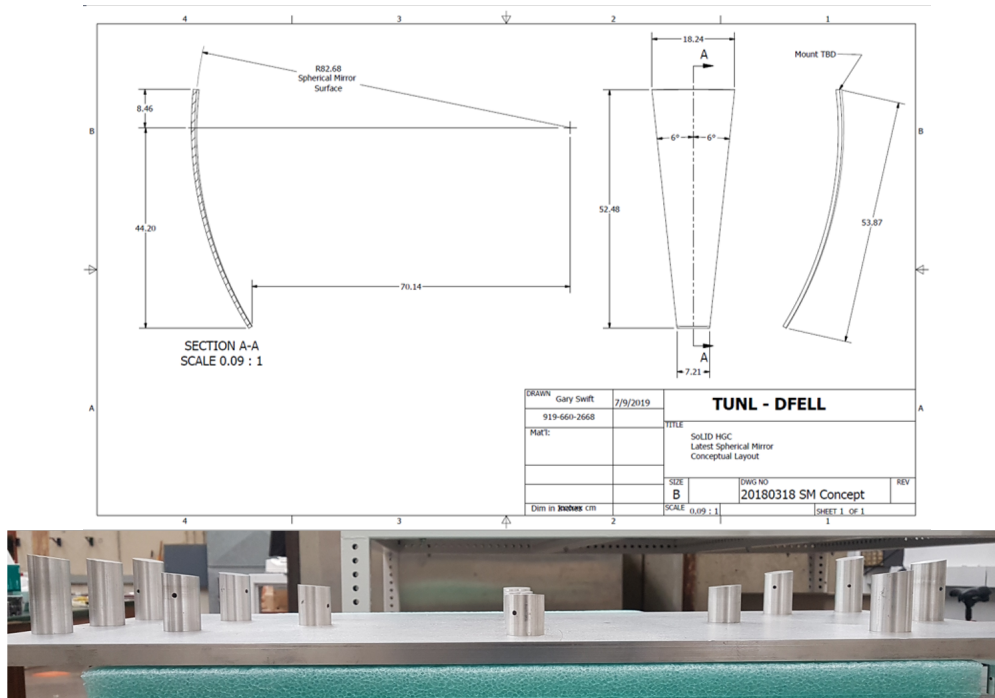 4 3 2 1
18.24
A
R82.68
Spherical Mirror
Surface
Mount TBD
8.46
B
B
6° 6°
44.20
52.48
53.87
70.14
SECTION A-A
SCALE 0.09 : 1
A
7.21
A
A
DRAWN
Gary Swift
7/9/2019
919-660-2668
Mat'l:
TUNL - DFELL
TITLE
SoLID HGC
Latest Spherical Mirror
Conceptual Layout
SIZE
B
DWG NO
20180318 SM Concept
REV
Dim in cm
SCALE 0.09 : 1
SHEET 1 OF 1
4 3 2 1